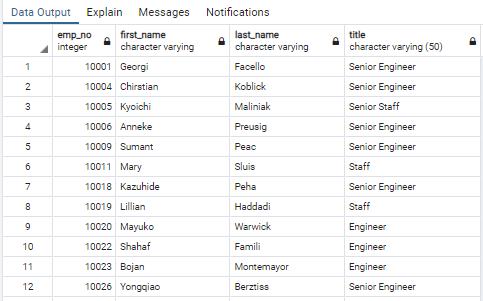 Data Output Explain Messages Notifications
emp_no first_name last_name title
integer character varying character varying character varying (50)
1 10001 Georgi Facello Senior Engineer
2 10004 Chirstian Koblick Senior Engineer
3 10005 Kyoichi Maliniak Senior Staff
4 10006 Anneke Preusig Senior Engineer
5 10009 Sumant Peac Senior Engineer
6 10011 Mary Sluis Staff
7 10018 Kazuhide Peha Senior Engineer
8 10019 Lillian Haddadi Staff
9 10020 Mayuko Warwick Engineer
10 10022 Shahaf Famili Engineer
11 10023 Bojan Montemayor Engineer
12 10026 Yongqiao Berztiss Senior Engineer